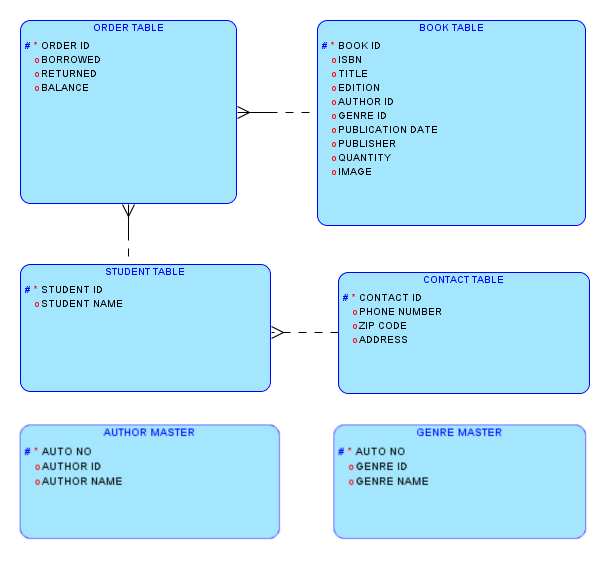 ORDER TABLE
# * ORDER ID
o BORROWED
o RETURNED
o BALANCE
BOOK TABLE
# * BOOK ID
o ISBN
o TITLE
o EDITION
o AUTHOR ID
o GENRE ID
o PUBLICATION DATE
o PUBLISHER
o QUANTITY
o IMAGE
STUDENT TABLE
# * STUDENT ID
o STUDENT NAME
CONTACT TABLE
# * CONTACT ID
o PHONE NUMBER
o ZIP CODE
o ADDRESS
AUTHOR MASTER
# * AUTO NO
o AUTHOR ID
o AUTHOR NAME
GENRE MASTER
# * AUTO NO
o GENRE ID
o GENRE NAME